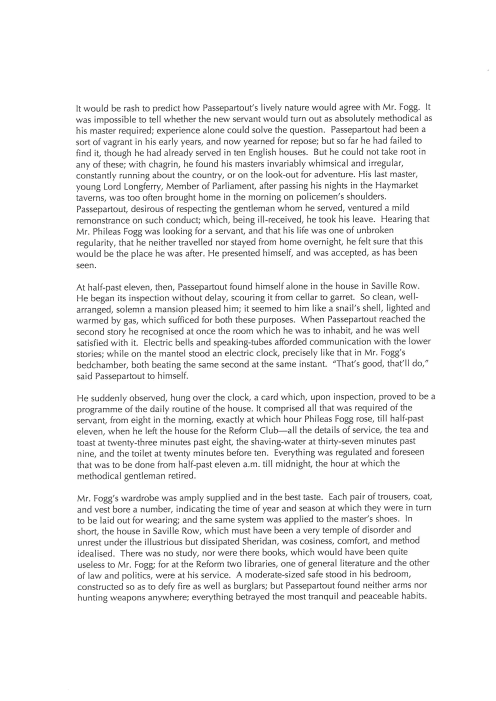 It would be rash to predict how Passepartout's lively nature would agree with Mr. Fogg.  It
was impossible to tell whether the new servant would turn out as absolutely methodical as
his master required; experience alone could solve the question.  Passepartout had been a
sort of vagrant in his early years, and now yearned for repose; but so far he had failed to
find it, though he had already served in ten English houses.  But he could not take root in
any of these; with chagrin, he found his masters invariably whimsical and irregular,
constantly running about the country, or on the look-out for adventure. His last master,
young Lord Longferry, Member of Parliament, after passing his nights in the Haymarket
taverns, was too often brought home in the morning on policemen's shoulders.
Passepartout, desirous of respecting the gentleman whom he served, ventured a mild
remonstrance on such conduct; which, being ill-received, he took his leave.  Hearing that
Mr. Phileas Fogg was looking for a servant, and that his life was one of unbroken
regularity, that he neither travelled nor stayed from home overnight, he felt sure that this
would be the place he was after. He presented himself, and was accepted, as has been
seen.

At half-past eleven, then, Passepartout found himself alone in the house in Saville Row.
He began its inspection without delay, scouring it from cellar to garret.  So clean, well-
arranged, solemn a mansion pleased him; it seemed to him like a snail's shell, lighted and
warmed by gas, which sufficed for both these purposes.  When Passepartout reached the
second story he recognised at once the room which he was to inhabit, and he was well
satisfied with it.  Electric bells and speaking-tubes afforded communication with the lower
stories; while on the mantel stood an electric clock, precisely like that in Mr. Fogg's
bedchamber, both beating the same second at the same instant.  "That's good, that'll do,"
said Passepartout to himself.

He suddenly observed, hung over the clock, a card which, upon inspection, proved to be a
programme of the daily routine of the house.  It comprised all that was required of the
servant, from eight in the morning, exactly at which hour Phileas Fogg rose, till half-past
eleven, when he left the house for the Reform Club—all the details of service, the tea and
toast at twenty-three minutes past eight, the shaving-water at thirty-seven minutes past
nine, and the toilet at twenty minutes before ten.  Everything was regulated and foreseen
that was to be done from half-past eleven a.m. till midnight, the hour at which the
methodical gentleman retired.

Mr. Fogg's wardrobe was amply supplied and in the best taste.  Each pair of trousers, coat,
and vest bore a number, indicating the time of year and season at which they were in turn
to be laid out for wearing; and the same system was applied to the master's shoes.  In
short, the house in Saville Row, which must have been a very temple of disorder and
unrest under the illustrious but dissipated Sheridan, was cosiness, comfort, and method
idealised.  There was no study, nor were there books, which would have been quite
useless to Mr. Fogg; for at the Reform two libraries, one of general literature and the other
of law and politics, were at his service.  A moderate-sized safe stood in his bedroom,
constructed so as to defy fire as well as burglars; but Passepartout found neither arms nor
hunting weapons anywhere; everything betrayed the most tranquil and peaceable habits.